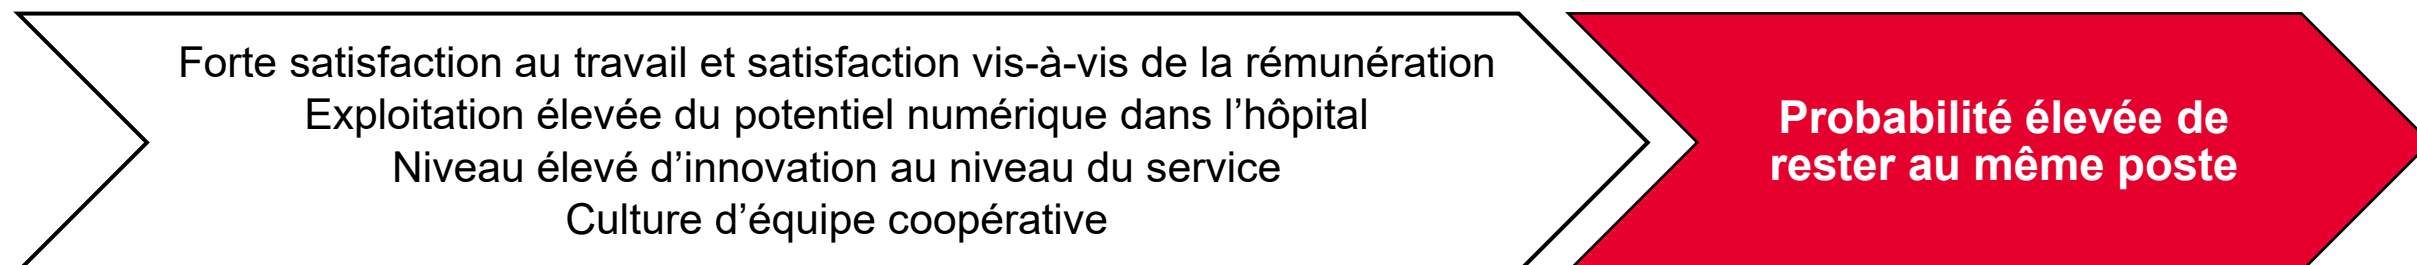 Forte satisfaction au travail et satisfaction vis-à-vis de la rémunération
Exploitation élevée du potentiel numérique dans l’hôpital
Niveau élevé d’innovation au niveau du service
Culture d’équipe coopérative
Probabilité élevée de
rester au même poste